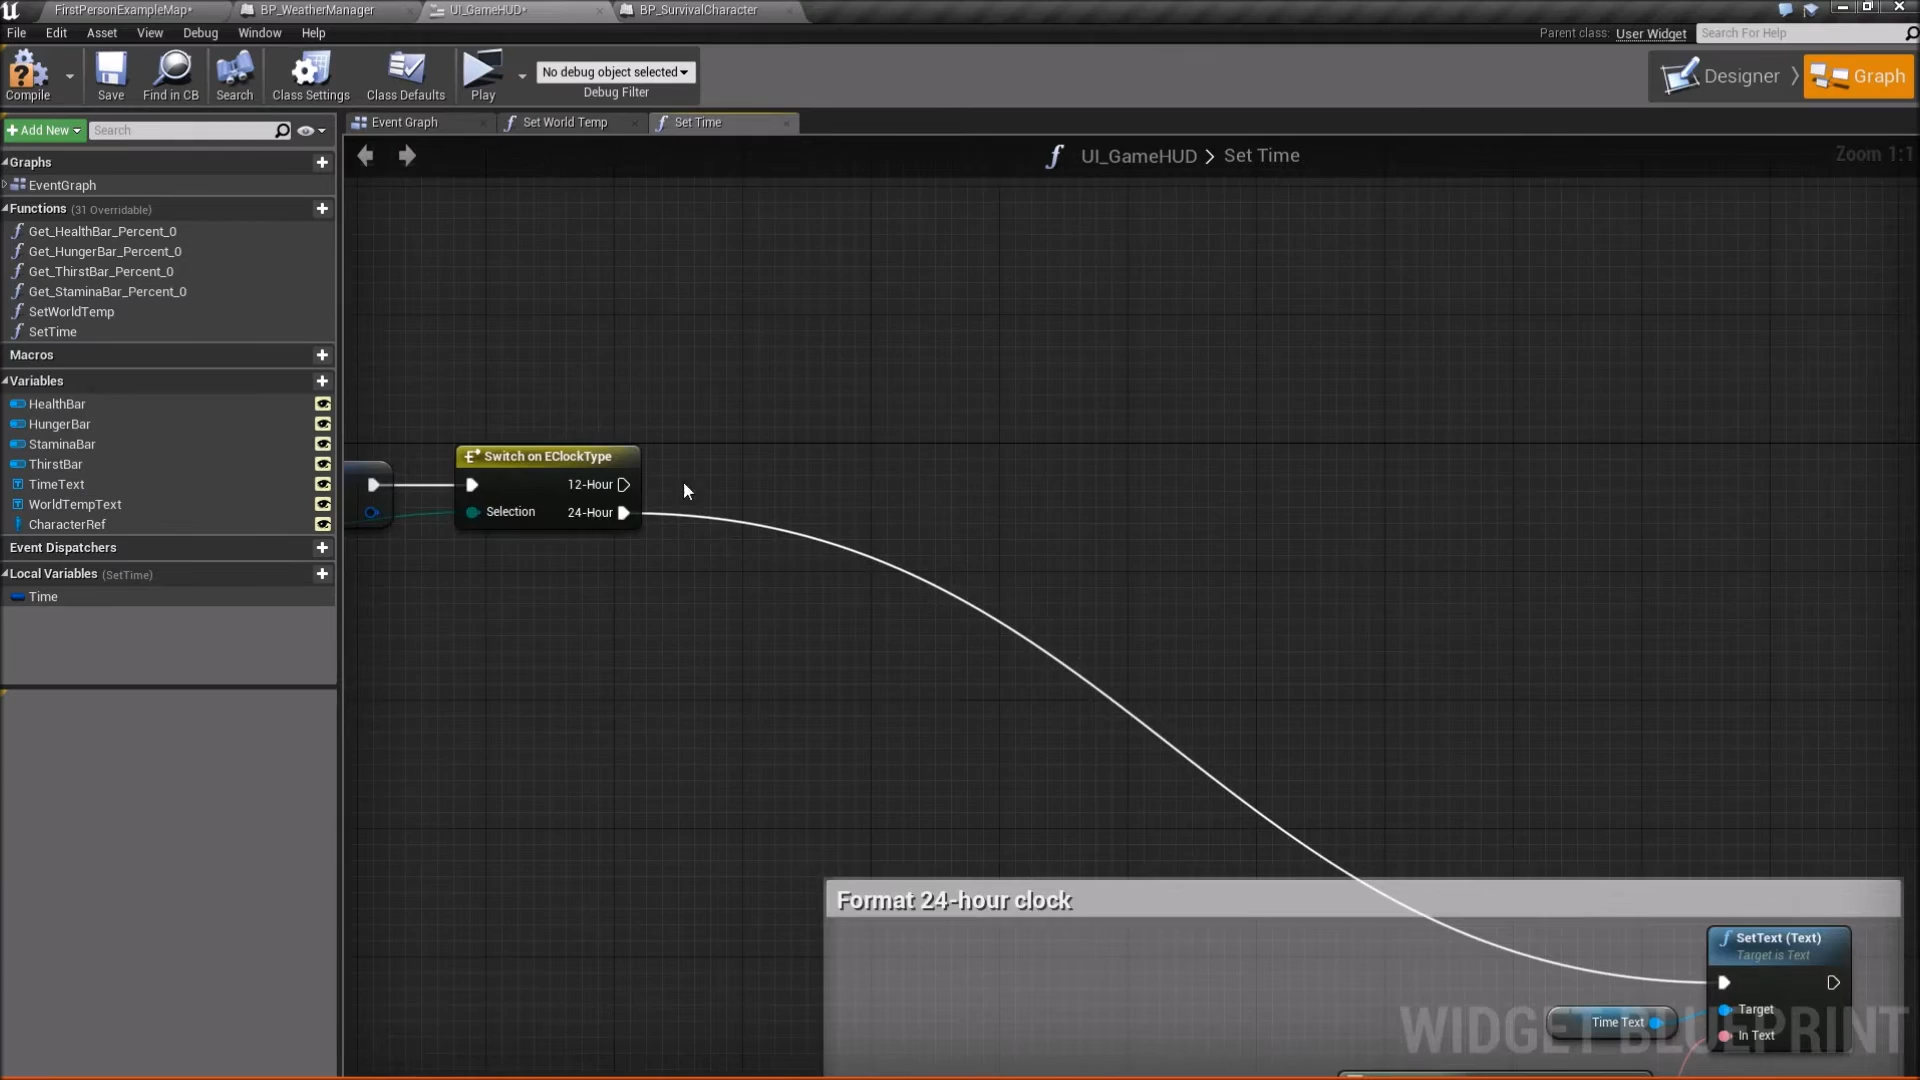 FirstPersonExampleMap*
BP_WeatherManager
UI_GameHUD*
BP_SurvivalCharacter
File Edit Asset View Debug Window Help
Parent class: User Widget
Search For Help
Compile
Save
Find in CB
Search
Class Settings
Class Defaults
Play
No debug object selected
Debug Filter
Designer
Graph
Add New
Search
Event Graph
Set World Temp
Set Time
UI_GameHUD > Set Time
Zoom 1:1
Graphs
EventGraph
Functions (31 Overridable)
Get_HealthBar_Percent_0
Get_HungerBar_Percent_0
Get_ThirstBar_Percent_0
Get_StaminaBar_Percent_0
SetWorldTemp
SetTime
Macros
Variables
HealthBar
HungerBar
StaminaBar
ThirstBar
TimeText
WorldTempText
CharacterRef
Event Dispatchers
Local Variables (SetTime)
Time
Switch on EClockType
12-Hour
Selection
24-Hour
Format 24-hour clock
SetText (Text)
Target is Text
Target
Time Text
In Text
WIDGET BLUEPRINT